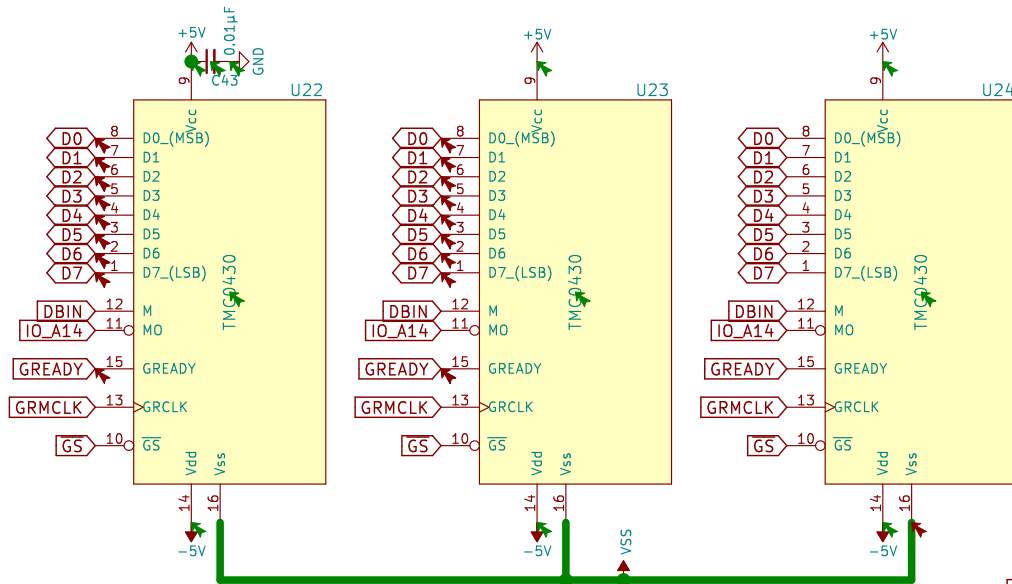 +5V
0.01µF
GND
C43
9
U22
Vcc
D0 8 D0_(MSB)
D1 7 D1
D2 6 D2
D3 5 D3
D4 4 D4
D5 3 D5
D6 2 D6
D7 1 D7_(LSB)
TMC0430
DBIN 12 M
IO_A14 11 MO
GREADY 15 GREADY
GRMCLK 13 GRCLK
GS 10 GS
Vdd
Vss
14
16
-5V
+5V
9
U23
Vcc
D0 8 D0_(MSB)
D1 7 D1
D2 6 D2
D3 5 D3
D4 4 D4
D5 3 D5
D6 2 D6
D7 1 D7_(LSB)
TMC0430
DBIN 12 M
IO_A14 11 MO
GREADY 15 GREADY
GRMCLK 13 GRCLK
GS 10 GS
Vdd
Vss
14
16
-5V
VSS
+5V
9
U24
Vcc
D0 8 D0_(MSB)
D1 7 D1
D2 6 D2
D3 5 D3
D4 4 D4
D5 3 D5
D6 2 D6
D7 1 D7_(LSB)
TMC0430
DBIN 12 M
IO_A14 11 MO
GREADY 15 GREADY
GRMCLK 13 GRCLK
GS 10 GS
Vdd
Vss
14
16
-5V